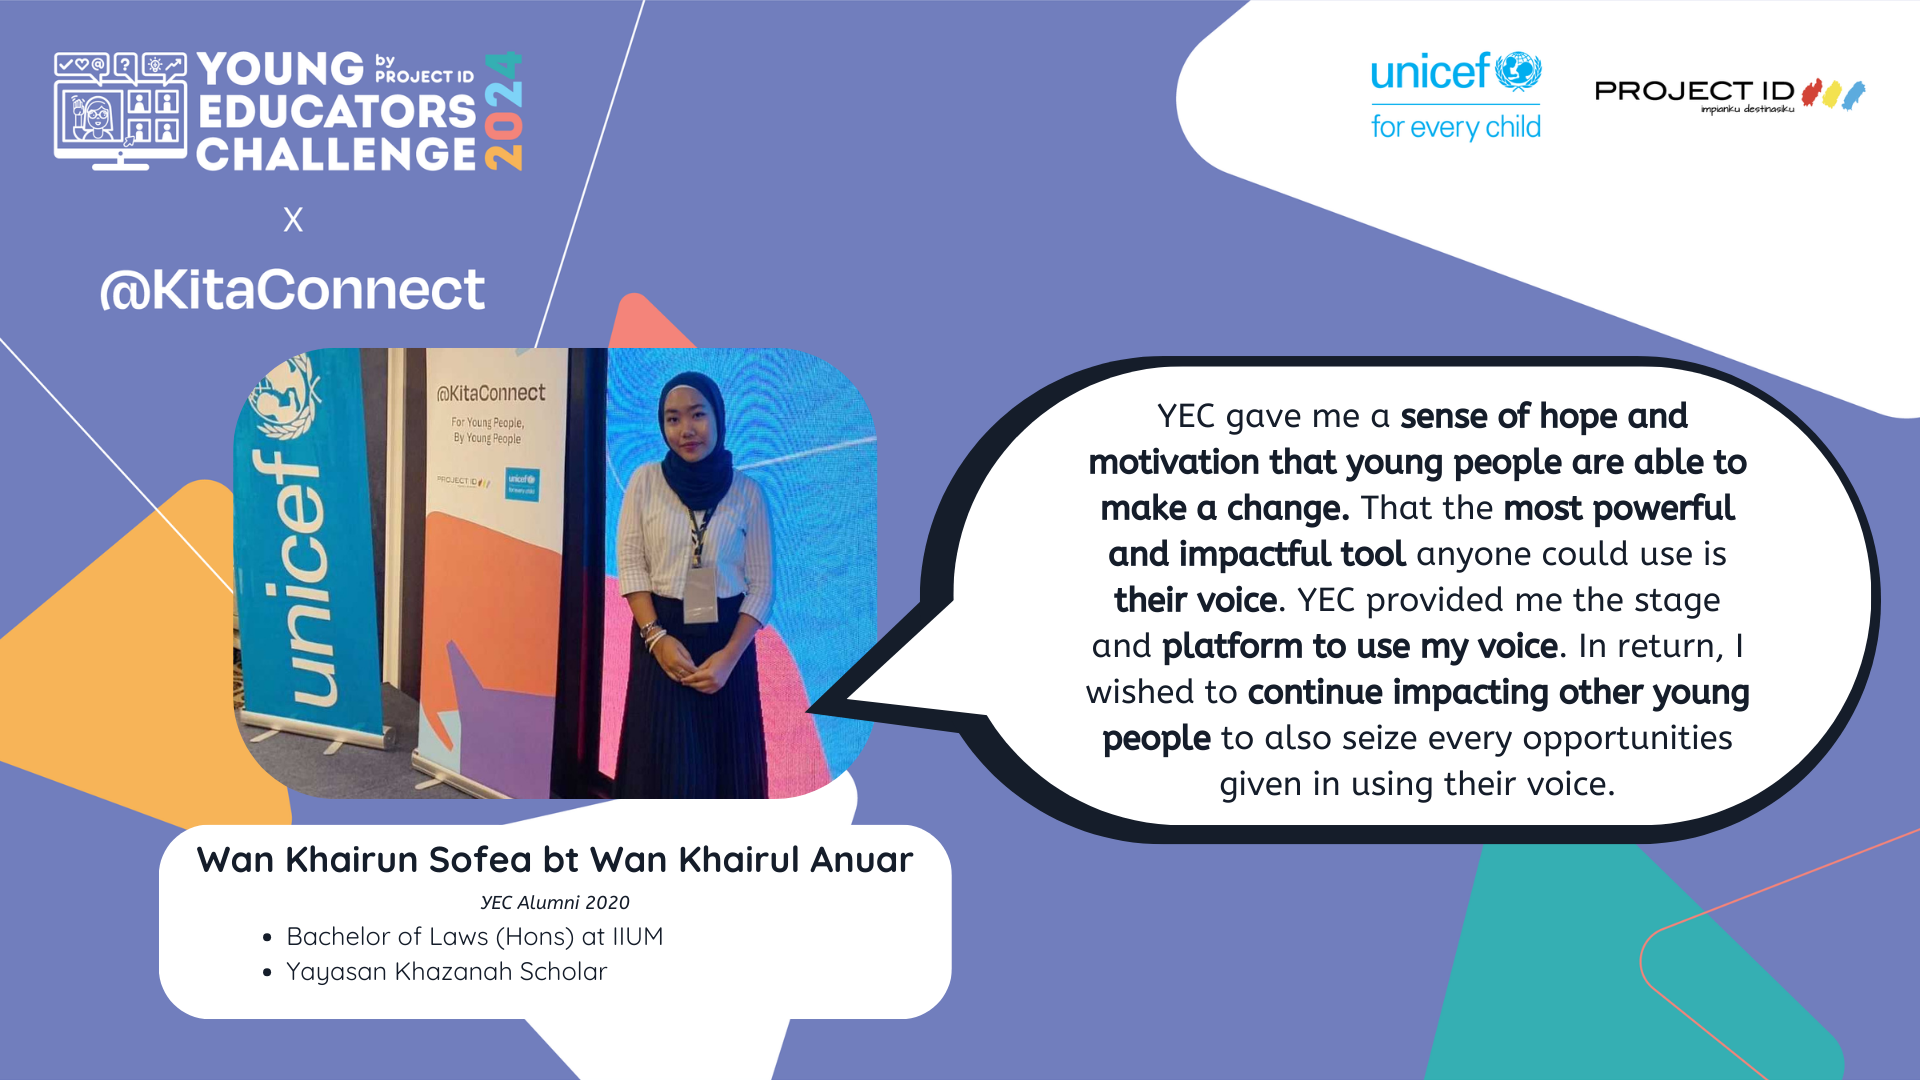 YOUNG by PROJECT ID
EDUCATORS
CHALLENGE
2024
X
@KitaConnect
unicef
for every child
PROJECT ID
impianku destinasiku
unicef
@KitaConnect
For Young People,
By Young People
PROJECT ID
unicef
for every child
YEC gave me a sense of hope and
motivation that young people are able to
make a change. That the most powerful
and impactful tool anyone could use is
their voice. YEC provided me the stage
and platform to use my voice. In return, I
wished to continue impacting other young
people to also seize every opportunities
given in using their voice.
Wan Khairun Sofea bt Wan Khairul Anuar
YEC Alumni 2020
• Bachelor of Laws (Hons) at IIUM
• Yayasan Khazanah Scholar